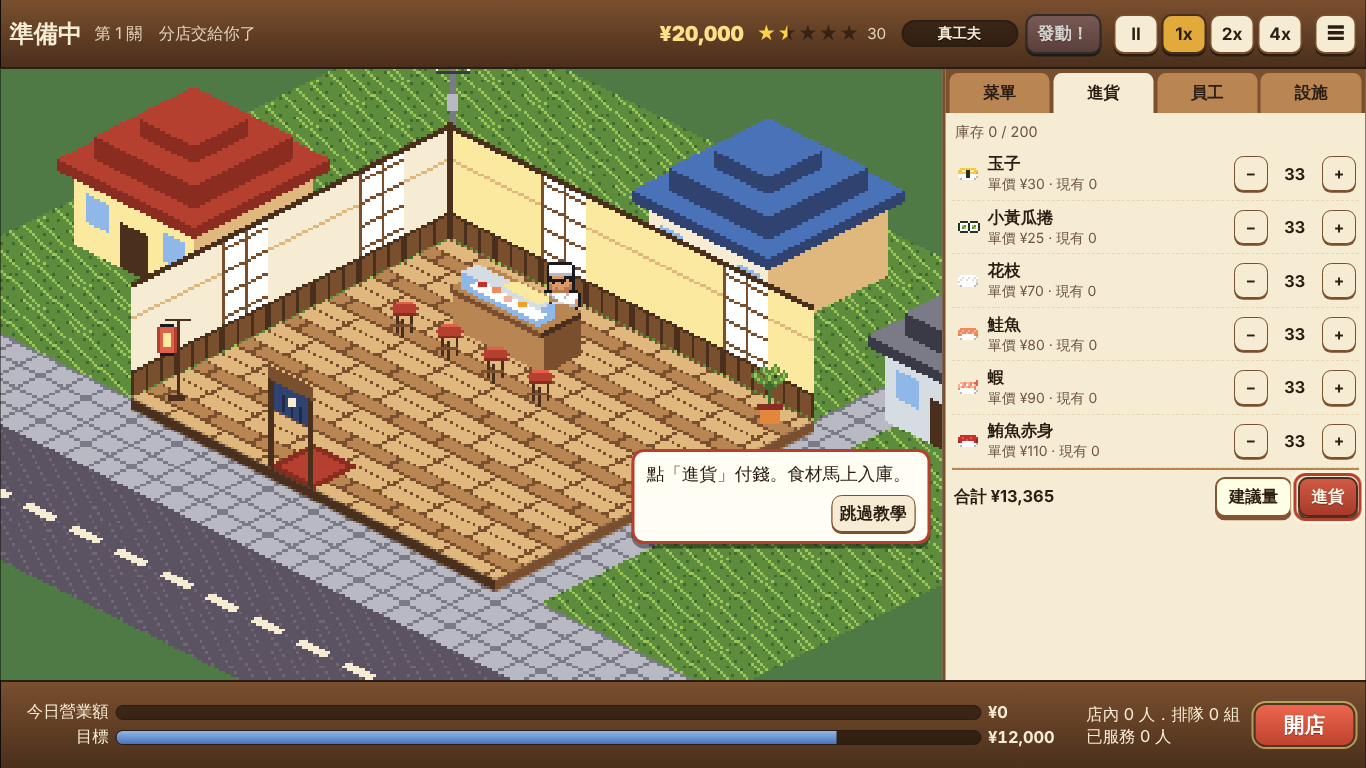 準備中 第 1 關 分店交給你了 ¥20,000 30 真工夫 發動！ 1x 2x 4x
菜單 進貨 員工 設施
庫存 0 / 200
玉子
單價 ¥30 · 現有 0
− 33 +
小黃瓜捲
單價 ¥25 · 現有 0
− 33 +
花枝
單價 ¥70 · 現有 0
− 33 +
鮭魚
單價 ¥80 · 現有 0
− 33 +
蝦
單價 ¥90 · 現有 0
− 33 +
鮪魚赤身
單價 ¥110 · 現有 0
− 33 +
合計 ¥13,365 建議量 進貨
點「進貨」付錢。食材馬上入庫。
跳過教學
今日營業額 ¥0
目標 ¥12,000
店內 0 人．排隊 0 組
已服務 0 人
開店